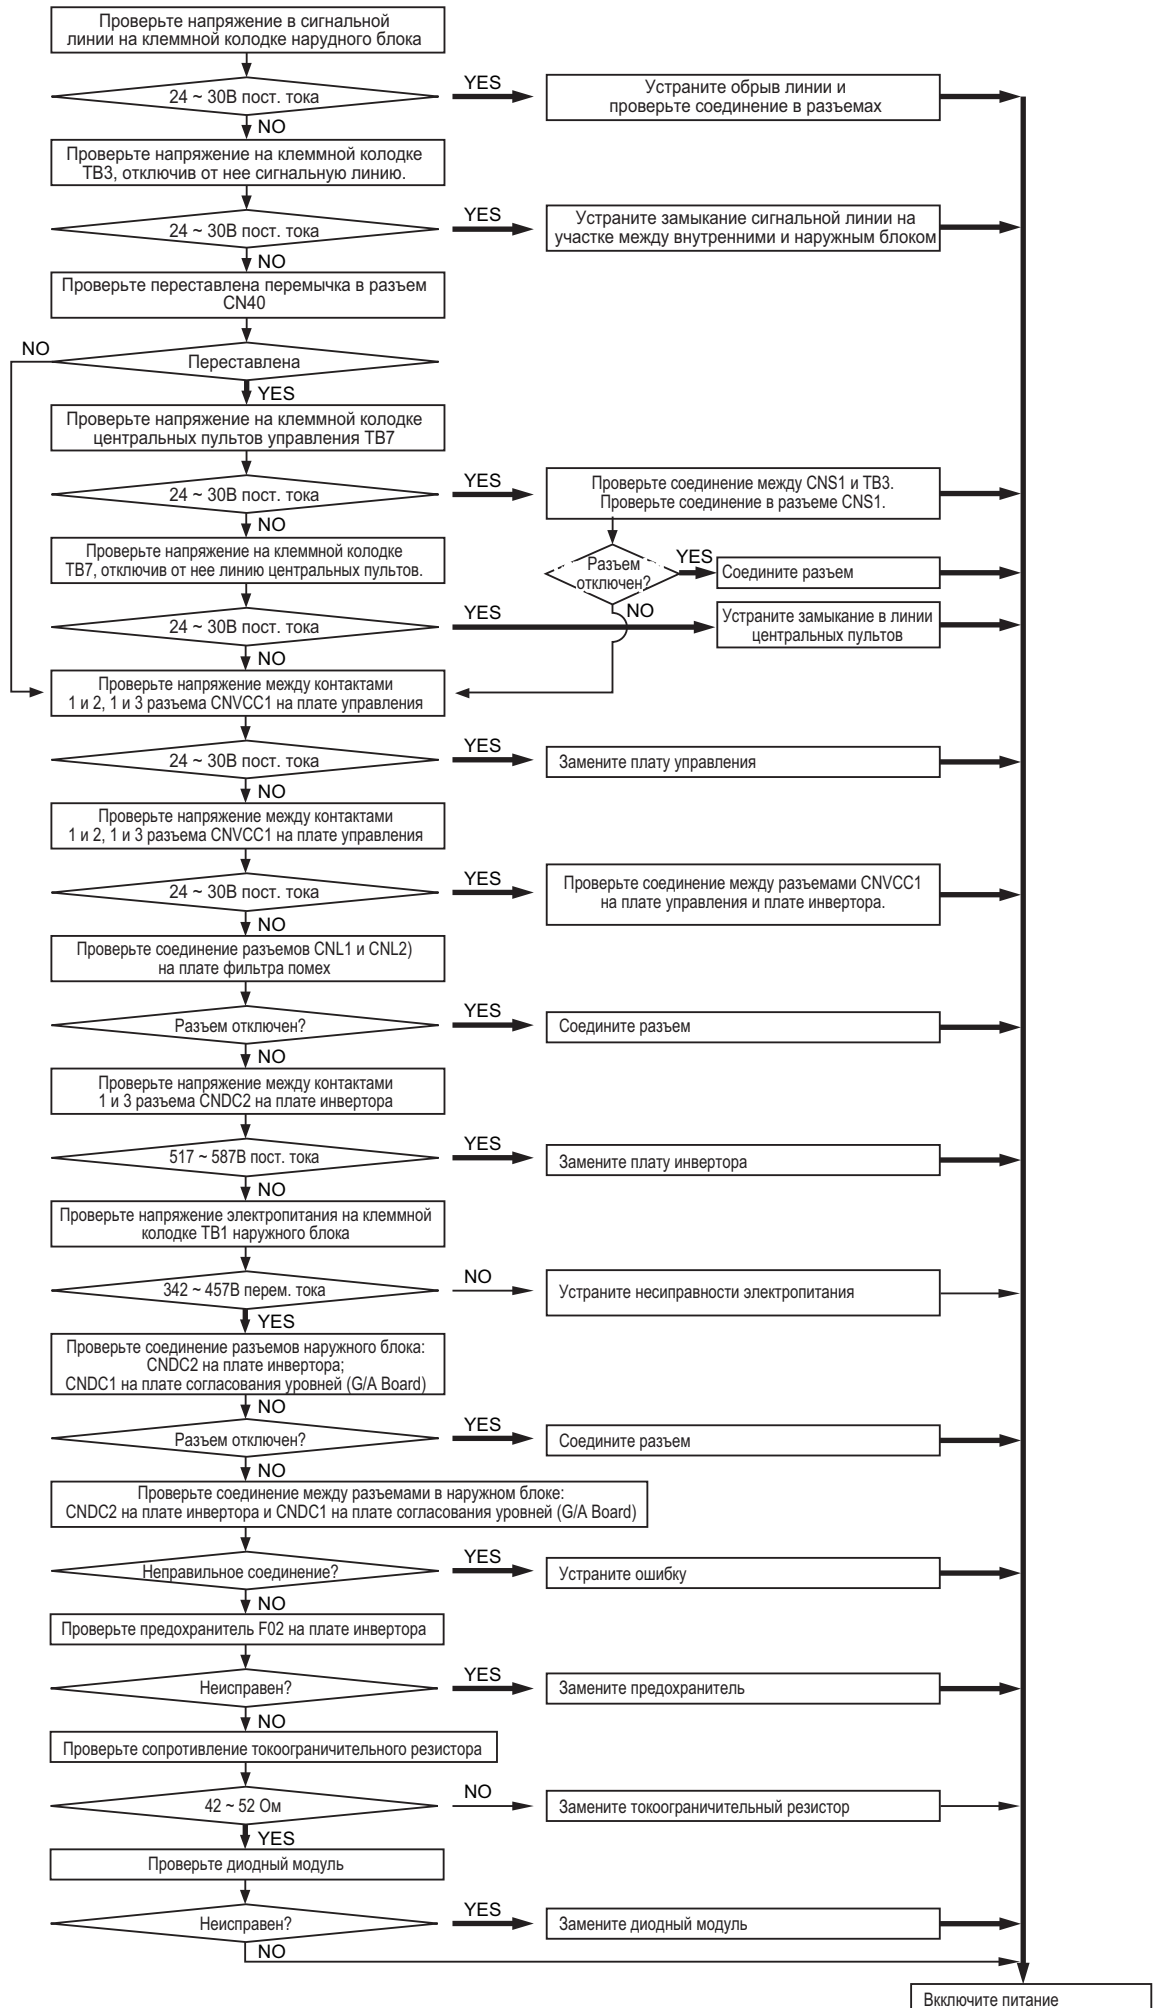 Проверьте напряжение в сигнальной
линии на клеммной колодке нарудного блока
24 ~ 30В пост. тока
YES
Устраните обрыв линии и
проверьте соединение в разъемах
NO
Проверьте напряжение на клеммной колодке
ТВ3, отключив от нее сигнальную линию.
24 ~ 30В пост. тока
YES
Устраните замыкание сигнальной линии на
участке между внутренними и наружным блоком
NO
Проверьте переставлена перемычка в разъем
CN40
NO
Переставлена
YES
Проверьте напряжение на клеммной колодке
центральных пультов управления ТВ7
24 ~ 30В пост. тока
YES
Проверьте соединение между CNS1 и ТВ3.
Проверьте соединение в разъеме CNS1.
NO
Проверьте напряжение на клеммной колодке
ТВ7, отключив от нее линию центральных пультов.
Разъем
отключен?
YES
Соедините разъем
NO
24 ~ 30В пост. тока
YES
Устраните замыкание в линии
центральных пультов
NO
Проверьте напряжение между контактами
1 и 2, 1 и 3 разъема CNVCC1 на плате управления
24 ~ 30В пост. тока
YES
Замените плату управления
NO
Проверьте напряжение между контактами
1 и 2, 1 и 3 разъема CNVCC1 на плате управления
24 ~ 30В пост. тока
YES
Проверьте соединение между разъемами CNVCC1
на плате управления и плате инвертора.
NO
Проверьте соединение разъемов CNL1 и CNL2)
на плате фильтра помех
Разъем отключен?
YES
Соедините разъем
NO
Проверьте напряжение между контактами
1 и 3 разъема CNDC2 на плате инвертора
517 ~ 587В пост. тока
YES
Замените плату инвертора
NO
Проверьте напряжение электропитания на клеммной
колодке ТВ1 наружного блока
342 ~ 457В перем. тока
NO
Устраните несиправности электропитания
YES
Проверьте соединение разъемов наружного блока:
CNDC2 на плате инвертора;
CNDC1 на плате согласования уровней (G/A Board)
NO
Разъем отключен?
YES
Соедините разъем
NO
Проверьте соединение между разъемами в наружном блоке:
CNDC2 на плате инвертора и CNDC1 на плате согласования уровней (G/A Board)
Неправильное соединение?
YES
Устраните ошибку
NO
Проверьте предохранитель F02 на плате инвертора
Неисправен?
YES
Замените предохранитель
NO
Проверьте сопротивление токоограничительного резистора
42 ~ 52 Ом
NO
Замените токоограничительный резистор
YES
Проверьте диодный модуль
Неисправен?
YES
Замените диодный модуль
NO
Вкключите питание